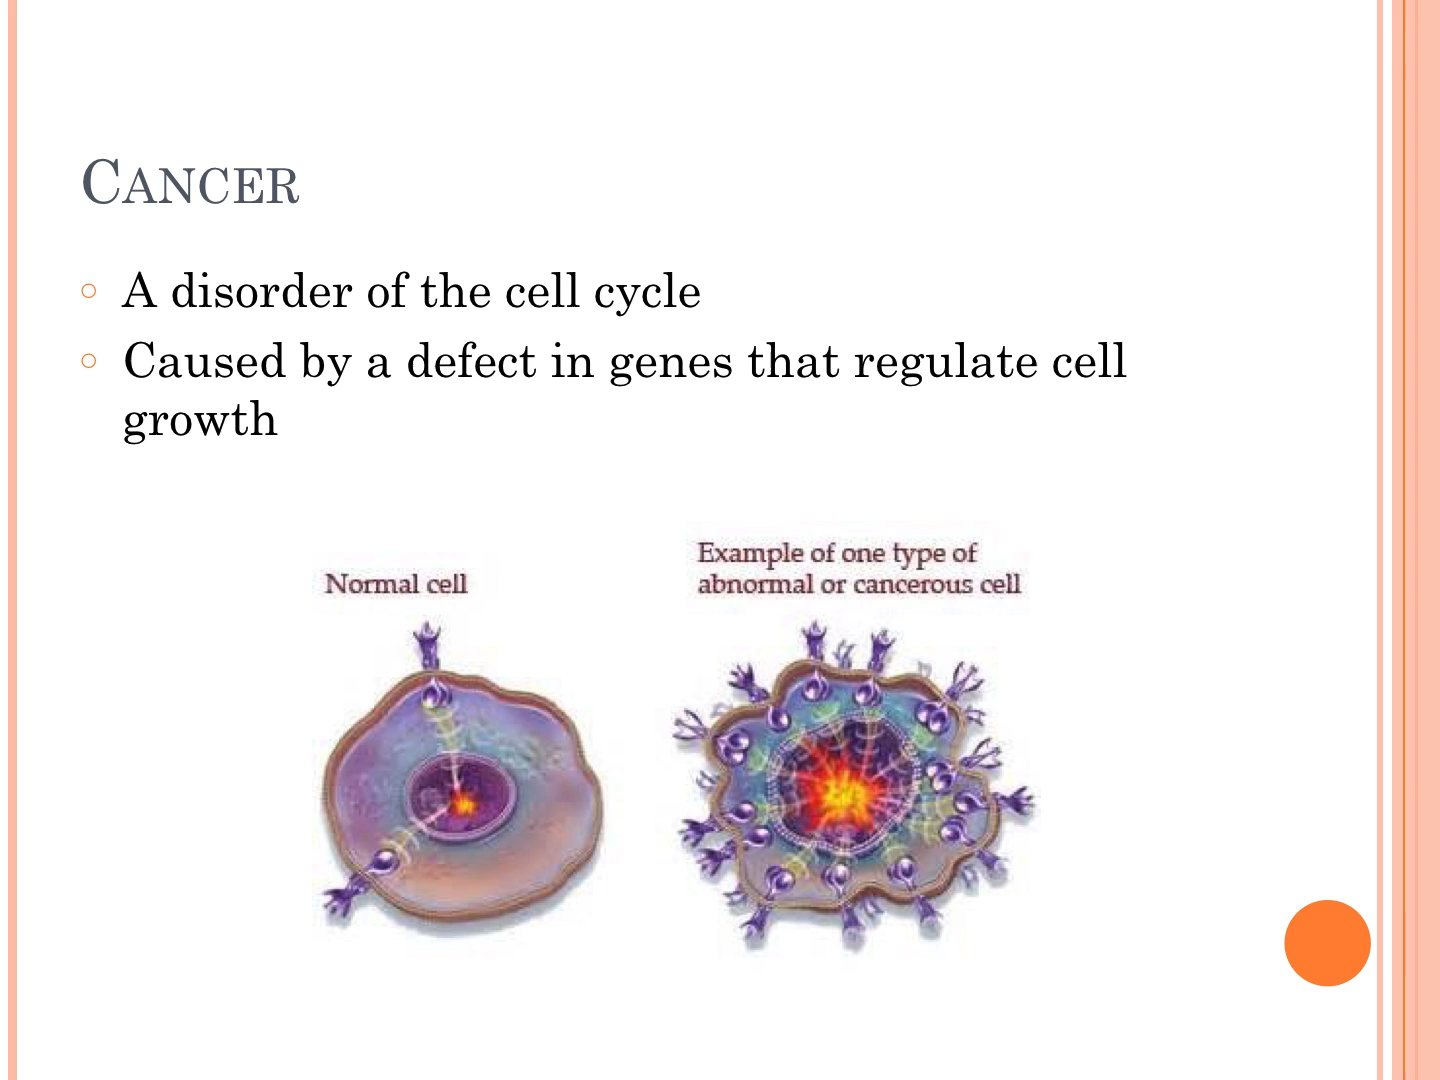 CANCER
A disorder of the cell cycle
Caused by a defect in genes that regulate cell
growth
Normal cell
Example of one type of
abnormal or cancerous cell